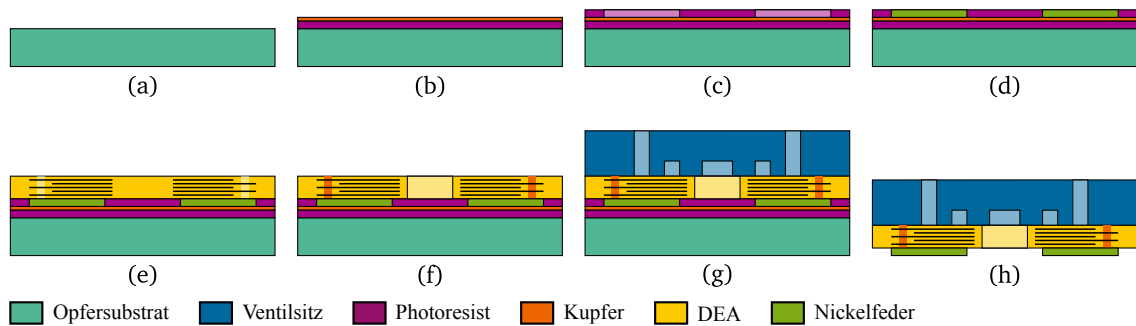 (a) (b) (c) (d)
(e) (f) (g) (h)
Opfersubstrat Ventilsitz Photoresist Kupfer DEA Nickelfeder